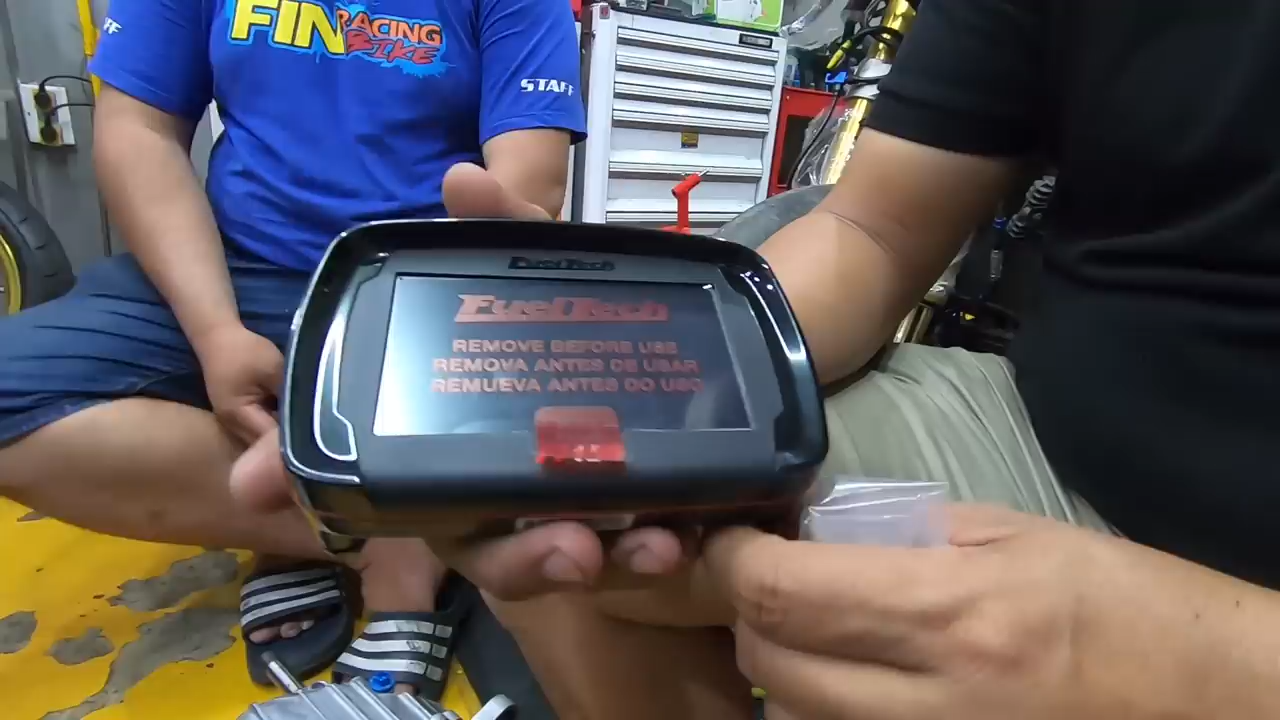 FIN RACING
BIKE
STAFF
FuelTech
FuelTech
REMOVE BEFORE USE
REMOVA ANTES DE USAR
REMUEVA ANTES DO USO